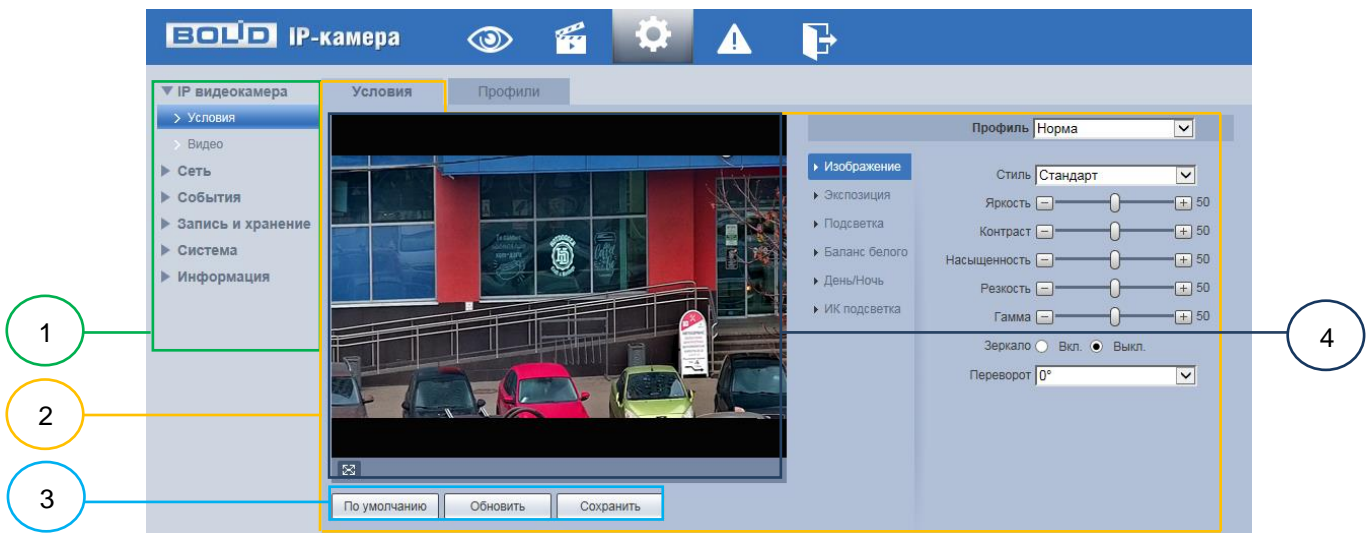 BOLID IP-камера
IP видеокамера
Условия
Видео
Сеть
События
Запись и хранение
Система
Информация
Условия
Профили
Профиль Норма
Изображение
Экспозиция
Подсветка
Баланс белого
День/Ночь
ИК подсветка
Стиль Стандарт
Яркость 50
Контраст 50
Насыщенность 50
Резкость 50
Гамма 50
Зеркало Вкл. Выкл.
Переворот 0°
По умолчанию
Обновить
Сохранить
1
2
3
4